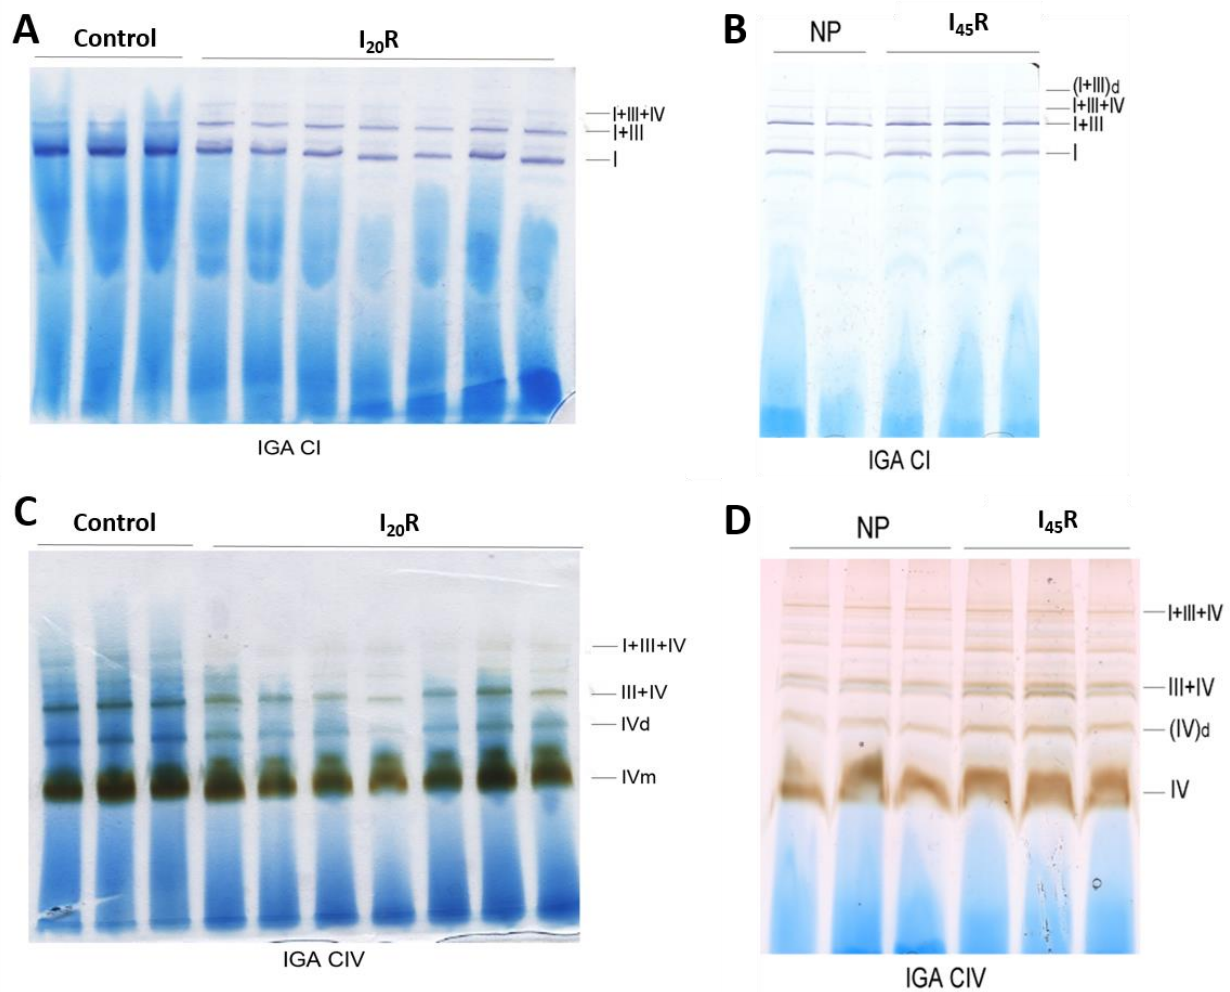 A
Control
I₂₀R
I+III+IV
I+III
I
IGA CI
B
NP
I₄₅R
(I+III)d
I+III+IV
I+III
I
IGA CI
C
Control
I₂₀R
I+III+IV
III+IV
IVd
IVm
IGA CIV
D
NP
I₄₅R
I+III+IV
III+IV
(IV)d
IV
IGA CIV